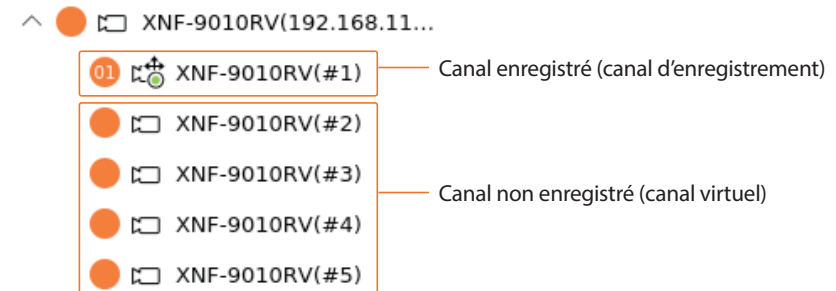 XNF-9010RV(192.168.11...
01 XNF-9010RV(#1) Canal enregistré (canal d'enregistrement)
XNF-9010RV(#2)
XNF-9010RV(#3)
Canal non enregistré (canal virtuel)
XNF-9010RV(#4)
XNF-9010RV(#5)